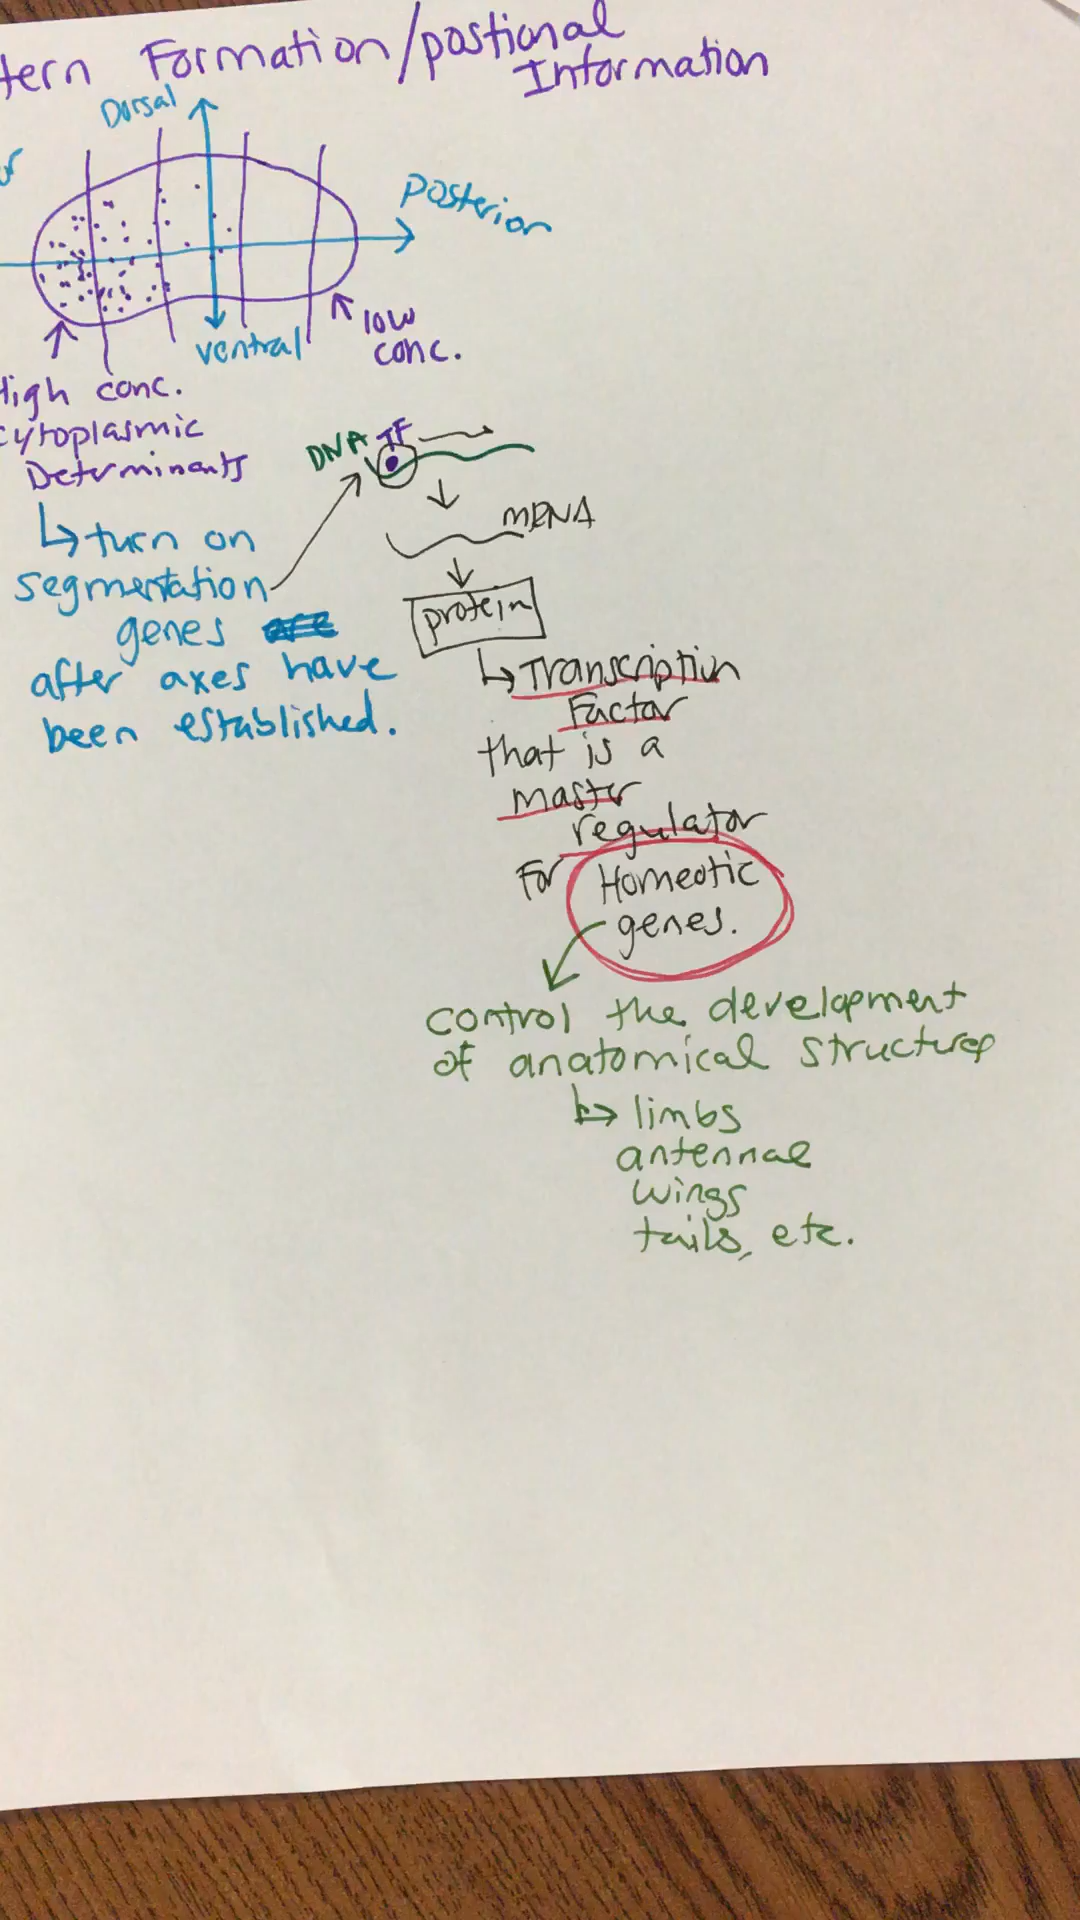 tern Formation/postional
Information
Dorsal
Posterior
ventral
low
conc.
High conc.
cytoplasmic
Determinants
↳ turn on
segmentation
genes
after axes have
been established.
DNA TF
mRNA
protein
↳ Transcription
Factor
that is a
master
regulator
For Homeotic
genes.
control the development
of anatomical structures
↳ limbs
antennae
wings
tails, etc.